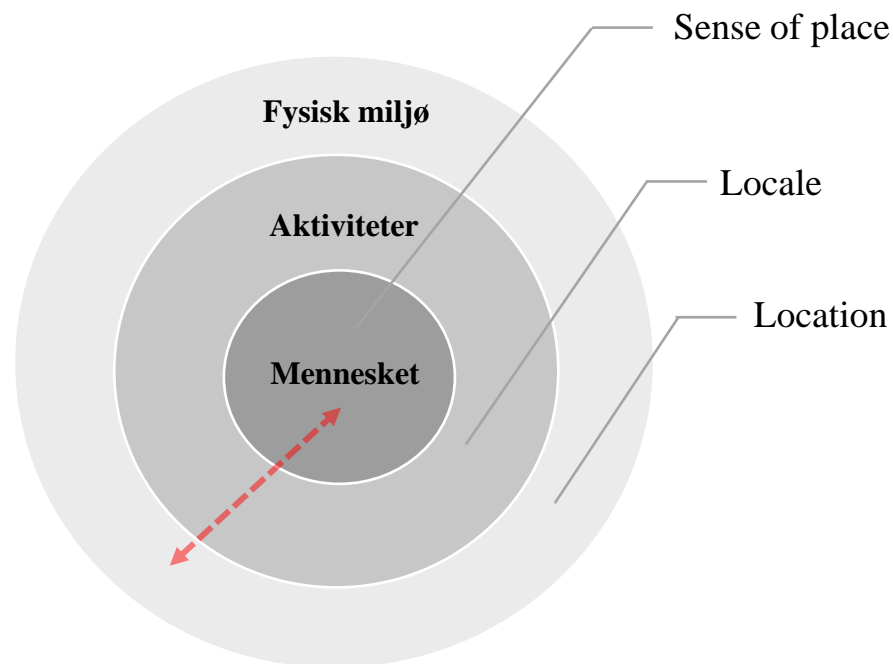 Sense of place
Fysisk miljø
Locale
Aktiviteter
Location
Mennesket